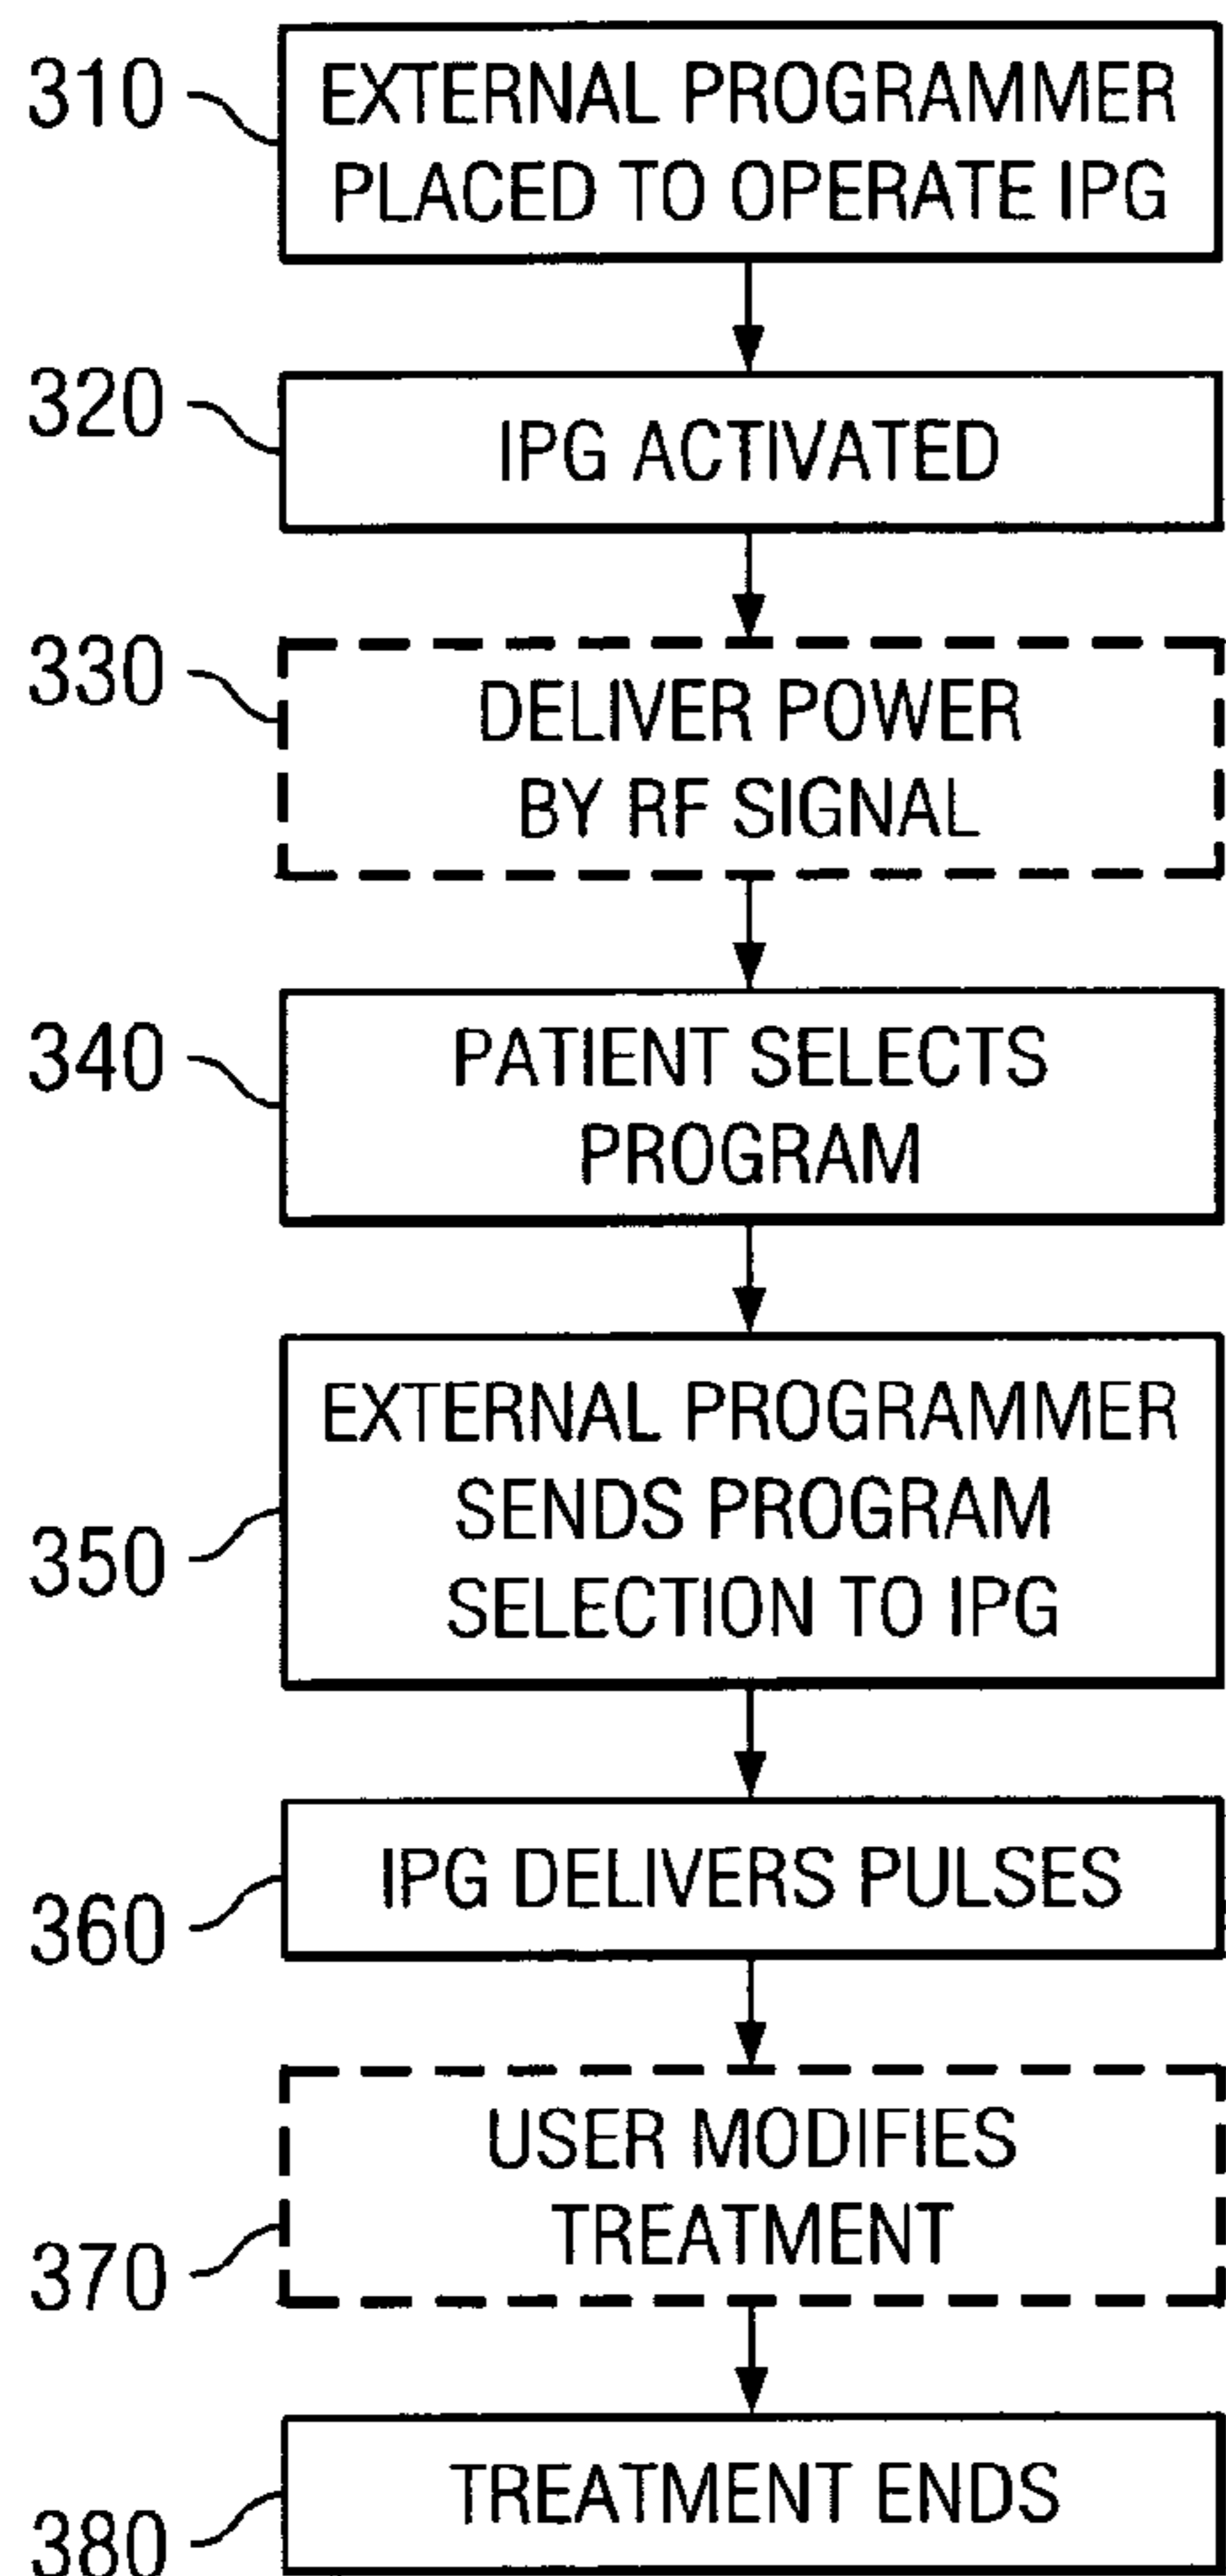 310
EXTERNAL PROGRAMMER
PLACED TO OPERATE IPG
320
IPG ACTIVATED
330
DELIVER POWER
BY RF SIGNAL
340
PATIENT SELECTS
PROGRAM
350
EXTERNAL PROGRAMMER
SENDS PROGRAM
SELECTION TO IPG
360
IPG DELIVERS PULSES
370
USER MODIFIES
TREATMENT
380
TREATMENT ENDS